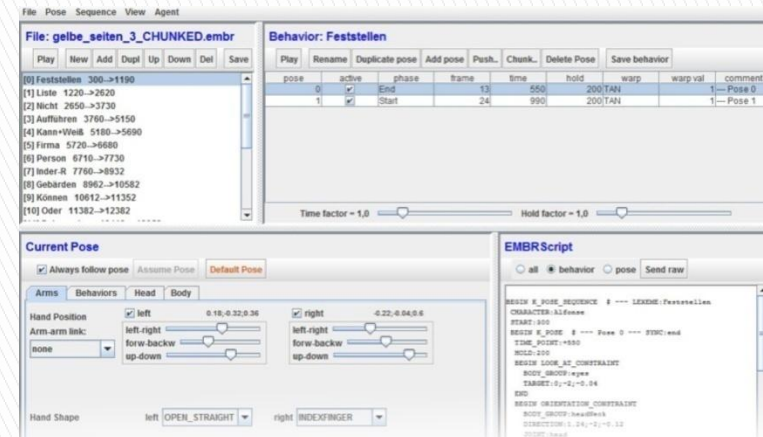 File Pose Sequence View Agent
File: gelbe_seiten_3_CHUNKED.embr
Play New Add Dupl Up Down Del Save
[0] Feststellen 300-->1190
[1] Liste 1220-->2620
[2] Nicht 2650-->3730
[3] Aufführen 3760-->5150
[4] Kann+Weiß 5180-->5690
[5] Firma 5720-->6680
[6] Person 6710-->7730
[7] Inder-R 7760-->8932
[8] Gebärden 8962-->10582
[9] Können 10612-->11352
[10] Oder 11382-->12382
Behavior: Feststellen
Play Rename Duplicate pose Add pose Push.. Chunk.. Delete Pose Save behavior
pose active phase frame time hold warp warp val comment
0 End 13 550 200 TAN 1 --- Pose 0
1 Start 24 990 200 TAN 1 --- Pose 1
Time factor = 1,0 Hold factor = 1,0
Current Pose
Always follow pose Assume Pose Default Pose
Arms Behaviors Head Body
Hand Position left 0.18;-0.32;0.36 right -0.22;-0.04;0.6
Arm-arm link: left-right left-right
none forw-backw forw-backw
up-down up-down
Hand Shape left OPEN_STRAIGHT right INDEXFINGER
EMBRScript
all behavior pose Send raw
BEGIN K_POSE_SEQUENCE # --- LEXEME:feststellen
CHARACTER:Alfonse
START:300
BEGIN K_POSE # --- Pose 0 --- SYNC:end
TIME_POINT:+550
HOLD:200
BEGIN LOOK_AT_CONSTRAINT
BODY_GROUP:eyes
TARGET:0;-2;-0.04
END
BEGIN ORIENTATION_CONSTRAINT
BODY_GROUP:headNeck
DIRECTION:1.24;-2;-0.12
JOINT:head